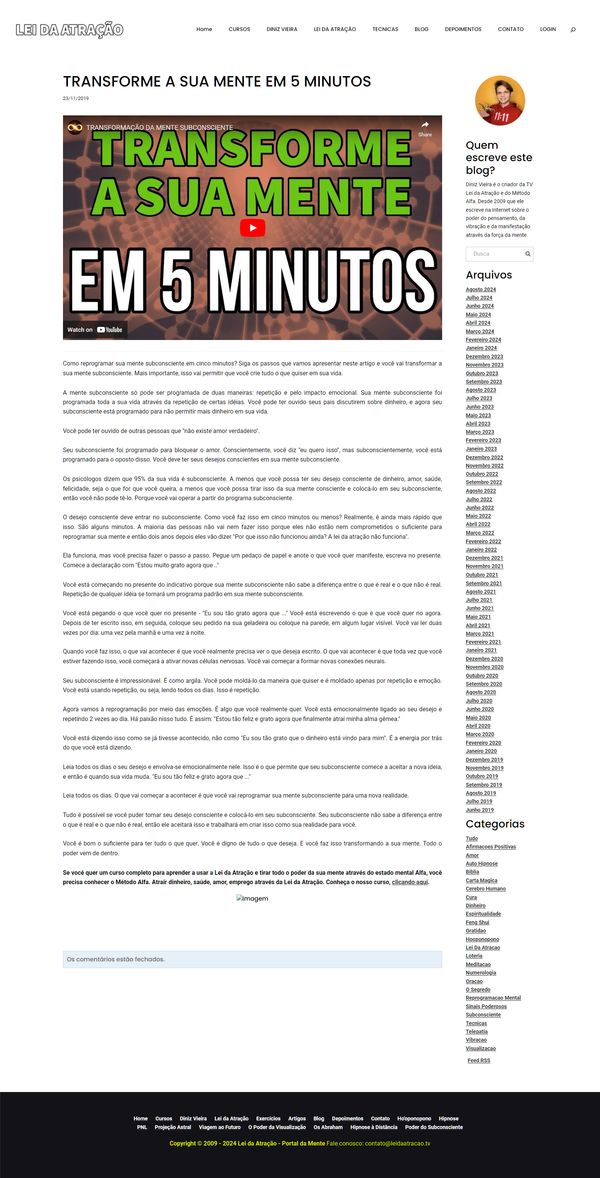 LEI DA ATRAÇÃO
Home CURSOS DINIZ VIEIRA LEI DA ATRAÇÃO TECNICAS BLOG DEPOIMENTOS CONTATO LOGIN
TRANSFORME A SUA MENTE EM 5 MINUTOS
23/11/2019
TRANSFORMAÇÃO DA MENTE SUBCONSCIENTE
Share
TRANSFORME
A SUA MENTE
EM 5 MINUTOS
Watch on YouTube
Como reprogramar sua mente subconsciente em cinco minutos? Siga os passos que vamos apresentar neste artigo e você vai transformar a
sua mente subconsciente. Mais importante, isso vai permitir que você crie tudo o que quiser em sua vida.
A mente subconsciente só pode ser programada de duas maneiras: repetição e pelo impacto emocional. Sua mente subconsciente foi
programada toda a sua vida através da repetição de certas idéias. Você pode ter ouvido seus pais discutirem sobre dinheiro, e agora seu
subconsciente está programado para não permitir mais dinheiro em sua vida.
Você pode ter ouvido de outras pessoas que "não existe amor verdadeiro".
Seu subconsciente foi programado para bloquear o amor. Conscientemente, você diz "eu quero isso", mas subconscientemente, você está
programado para o oposto disso. Você deve ter seus desejos conscientes em sua mente subconsciente.
Os psicólogos dizem que 95% da sua vida é subconsciente. A menos que você possa ter seu desejo consciente de dinheiro, amor, saúde,
felicidade, seja o que for que você queira, a menos que você possa tirar isso da sua mente consciente e colocá-lo em seu subconsciente,
então você não pode tê-lo. Porque você vai operar a partir do programa subconsciente.
O desejo consciente deve entrar no subconsciente. Como você faz isso em cinco minutos ou menos? Realmente, é ainda mais rápido que
isso. São alguns minutos. A maioria das pessoas não vai nem fazer isso porque eles não estão nem comprometidos o suficiente para
reprogramar sua mente e então dois anos depois eles vão dizer "Por que isso não funcionou ainda? A lei da atração não funciona".
Ela funciona, mas você precisa fazer o passo a passo. Pegue um pedaço de papel e anote o que você quer manifeste, escreva no presente.
Comece a declaração com "Estou muito grato agora que ..."
Você está começando no presente do indicativo porque sua mente subconsciente não sabe a diferença entre o que é real e o que não é real.
Repetição de qualquer idéia se tornará um programa padrão em sua mente subconsciente.
Você está pegando o que você quer no presente - "Eu sou tão grato agora que ..." Você está escrevendo o que é que você quer no agora.
Depois de ter escrito isso, em seguida, coloque seu pedido na sua geladeira ou coloque na parede, em algum lugar visível. Você vai ler duas
vezes por dia: uma vez pela manhã e uma vez à noite.
Quando você faz isso, o que vai acontecer é que você realmente precisa ver o que deseja escrito. O que vai acontecer é que toda vez que você
estiver fazendo isso, você começará a ativar novas células nervosas. Você vai começar a formar novas conexões neurais.
Seu subconsciente é impressionável. É como argila. Você pode moldá-lo da maneira que quiser e é moldado apenas por repetição e emoção.
Você está usando repetição, ou seja, lendo todos os dias. Isso é repetição.
Agora vamos à reprogramação por meio das emoções. É algo que você realmente quer. Você está emocionalmente ligado ao seu desejo e
repetindo 2 vezes ao dia. Há paixão nisso tudo. É assim: "Estou tão feliz e grato agora que finalmente atraí minha alma gêmea."
Você está dizendo isso como se já tivesse acontecido, não como "Eu sou tão grato que o dinheiro está vindo para mim". É a energia por trás
do que você está dizendo.
Leia todos os dias o seu desejo e envolva-se emocionalmente nele. Isso é o que permite que seu subconsciente comece a aceitar a nova ideia,
e então é quando sua vida muda. "Eu sou tão feliz e grato agora que ..."
Leia todos os dias. O que vai começar a acontecer é que você vai reprogramar sua mente subconsciente para uma nova realidade.
Tudo é possível se você puder tomar seu desejo consciente e colocá-lo em seu subconsciente. Seu subconsciente não sabe a diferença entre
o que é real e o que não é real, então ele aceitará isso e trabalhará em criar isso como sua realidade para você.
Você é bom o suficiente para ter tudo o que quer. Você é digno de tudo o que deseja. E você faz isso transformando a sua mente. Todo o
poder vem de dentro.
Se você quer um curso completo para aprender a usar a Lei da Atração e tirar todo o poder da sua mente através do estado mental Alfa, você
precisa conhecer o Método Alfa. Atrair dinheiro, saúde, amor, emprego através da Lei da Atração. Conheça o nosso curso, clicando aqui.
Imagem
Os comentários estão fechados.
11:11
Quem
escreve este
blog?
Diniz Vieira é o criador da TV
Lei da Atração e do Método
Alfa. Desde 2009 que ele
escreve na Internet sobre o
poder do pensamento, da
vibração e da manifestação
através da força da mente.
Busca
Arquivos
Agosto 2024
Julho 2024
Junho 2024
Maio 2024
Abril 2024
Março 2024
Fevereiro 2024
Janeiro 2024
Dezembro 2023
Novembro 2023
Outubro 2023
Setembro 2023
Agosto 2023
Julho 2023
Junho 2023
Maio 2023
Abril 2023
Março 2023
Fevereiro 2023
Janeiro 2023
Dezembro 2022
Novembro 2022
Outubro 2022
Setembro 2022
Agosto 2022
Julho 2022
Junho 2022
Maio 2022
Abril 2022
Março 2022
Fevereiro 2022
Janeiro 2022
Dezembro 2021
Novembro 2021
Outubro 2021
Setembro 2021
Agosto 2021
Julho 2021
Junho 2021
Maio 2021
Abril 2021
Março 2021
Fevereiro 2021
Janeiro 2021
Dezembro 2020
Novembro 2020
Outubro 2020
Setembro 2020
Agosto 2020
Julho 2020
Junho 2020
Maio 2020
Abril 2020
Março 2020
Fevereiro 2020
Janeiro 2020
Dezembro 2019
Novembro 2019
Outubro 2019
Setembro 2019
Agosto 2019
Julho 2019
Junho 2019
Categorias
Tudo
Afirmacoes Positivas
Amor
Auto Hipnose
Biblia
Carta Magica
Cerebro Humano
Cura
Dinheiro
Espiritualidade
Feng Shui
Gratidao
Hooponopono
Lei Da Atracao
Loteria
Meditacao
Numerologia
Oracao
O Segredo
Reprogramacao Mental
Sinais Poderosos
Subconsciente
Tecnicas
Telepatia
Vibracao
Visualizacao
Feed RSS
Home Cursos Diniz Vieira Lei da Atração Exercícios Artigos Blog Depoimentos Contato Ho'oponopono Hipnose
PNL Projeção Astral Viagem ao Futuro O Poder da Visualização Os Abraham Hipnose à Distância Poder do Subconsciente
Copyright © 2009 - 2024 Lei da Atração - Portal da Mente Fale conosco: contato@leidaatracao.tv